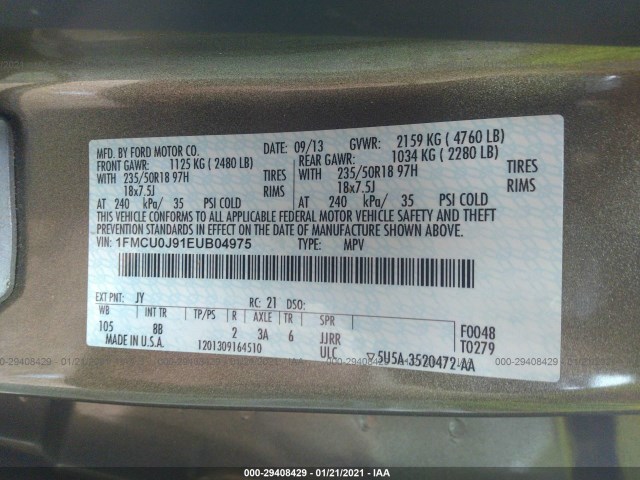 MFD. BY FORD MOTOR CO. DATE: 09/13 GVWR: 2159 KG ( 4760 LB)
FRONT GAWR: 1125 KG ( 2480 LB) REAR GAWR: 1034 KG ( 2280 LB)
WITH 235/50R18 97H TIRES WITH 235/50R18 97H TIRES
18x7.5J RIMS 18x7.5J RIMS
AT 240 kPa/ 35 PSI COLD AT 240 kPa/ 35 PSI COLD
THIS VEHICLE CONFORMS TO ALL APPLICABLE FEDERAL MOTOR VEHICLE SAFETY AND THEFT
PREVENTION STANDARDS IN EFFECT ON THE DATE OF MANUFACTURE SHOWN ABOVE.
VIN: 1FMCU0J91EUB04975 TYPE: MPV
EXT PNT: JY RC: 21 DSO:
WB INT TR TP/PS R AXLE TR SPR F0048
105 BB 2 3A 6 JJRR T0279
MADE IN U.S.A. 1201309164510 ULC 5U5A-3520472-AA
000-29408429 | 01/21/2021 | IAA